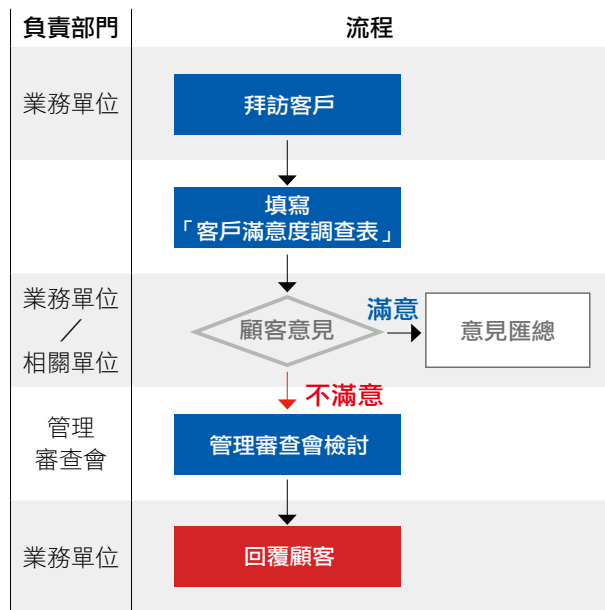 負責部門
流程
業務單位
拜訪客戶
填寫
「客戶滿意度調查表」
業務單位
／
相關單位
顧客意見
滿意
意見匯總
不滿意
管理
審查會
管理審查會檢討
業務單位
回覆顧客